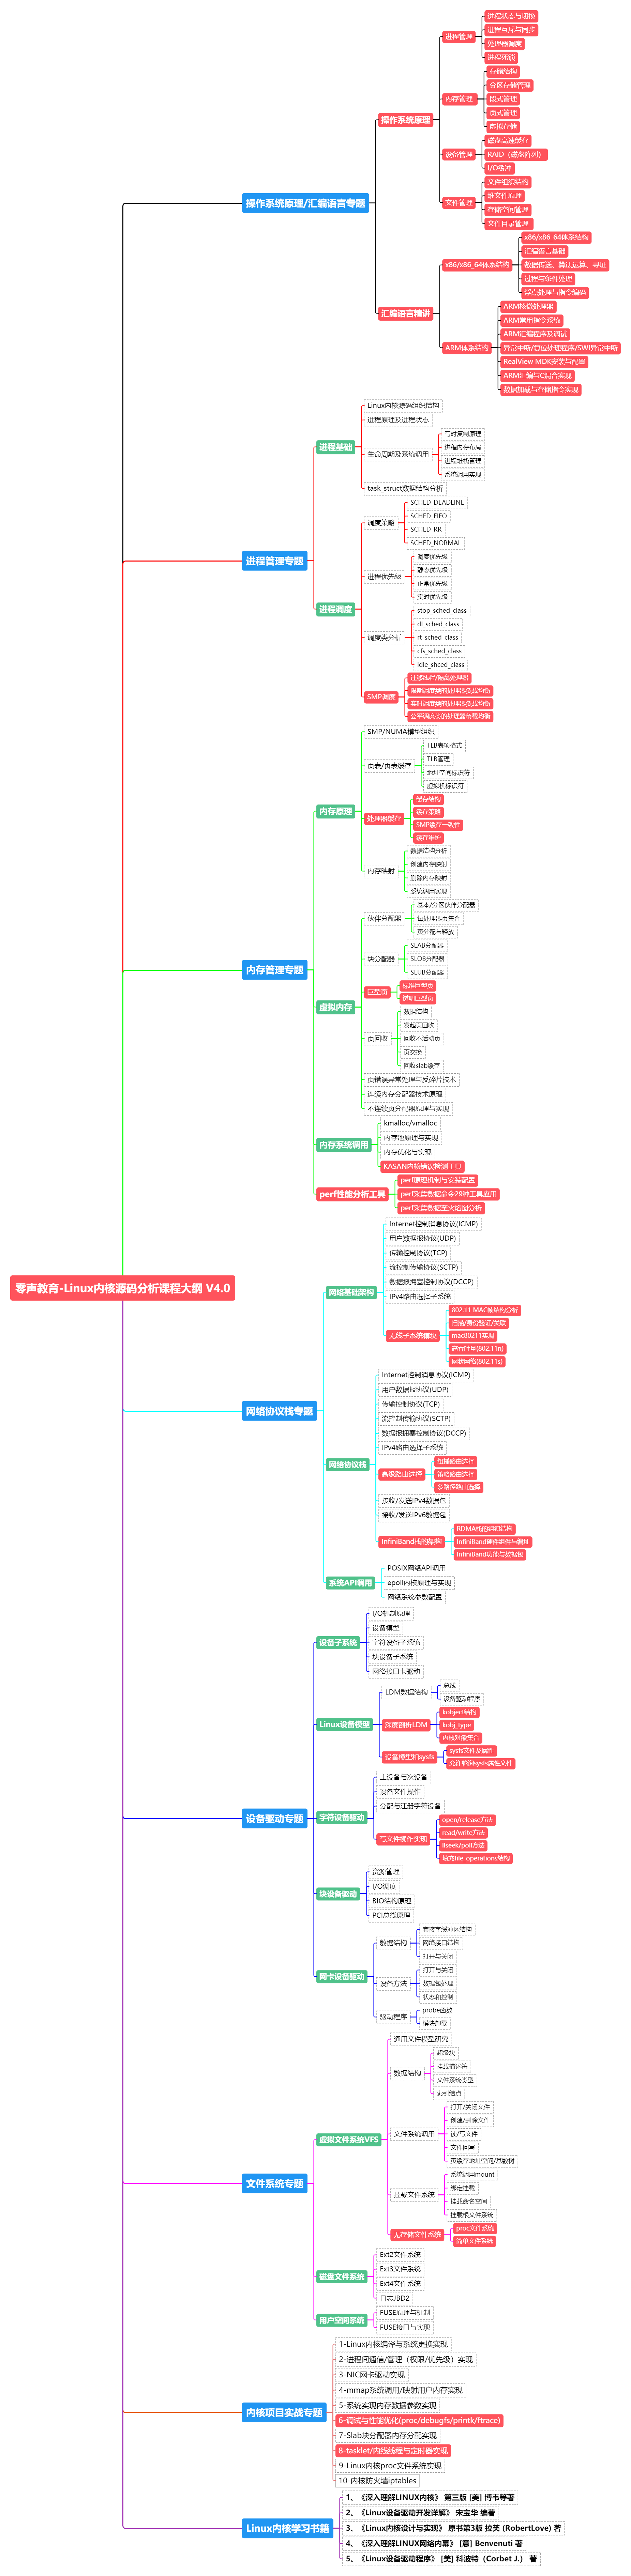 零声教育-Linux内核源码分析课程大纲 V4.0
操作系统原理/汇编语言专题
操作系统原理
进程管理
进程状态与切换
进程互斥与同步
处理器调度
进程死锁
内存管理
存储结构
分区存储管理
段式管理
页式管理
虚拟存储
设备管理
磁盘高速缓存
RAID（磁盘阵列）
I/O缓冲
文件管理
文件组织结构
堆文件原理
存储空间管理
文件目录管理
汇编语言精讲
x86/x86_64体系结构
x86/x86_64体系结构
汇编语言基础
数据传送、算法运算、寻址
过程与条件处理
浮点处理与指令编码
ARM体系结构
ARM核微处理器
ARM常用指令系统
ARM汇编程序及调试
异常中断/复位处理程序/SWI异常中断
RealView MDK安装与配置
ARM汇编与C混合实现
数据加载与存储指令实现
进程管理专题
进程基础
Linux内核源码组织结构
进程原理及进程状态
生命周期及系统调用
写时复制原理
进程内存布局
进程堆栈管理
系统调用实现
task_struct数据结构分析
进程调度
调度策略
SCHED_DEADLINE
SCHED_FIFO
SCHED_RR
SCHED_NORMAL
进程优先级
调度优先级
静态优先级
正常优先级
实时优先级
调度类分析
stop_sched_class
dl_sched_class
rt_sched_class
cfs_sched_class
idle_shced_class
SMP调度
迁移线程/隔离处理器
限期调度类的处理器负载均衡
实时调度类的处理器负载均衡
公平调度类的处理器负载均衡
内存管理专题
内存原理
SMP/NUMA模型组织
页表/页表缓存
TLB表项格式
TLB管理
地址空间标识符
虚拟机标识符
处理器缓存
缓存结构
缓存策略
SMP缓存一致性
缓存维护
内存映射
数据结构分析
创建内存映射
删除内存映射
系统调用实现
虚拟内存
伙伴分配器
基本/分区伙伴分配器
每处理器页集合
页分配与释放
块分配器
SLAB分配器
SLOB分配器
SLUB分配器
巨型页
标准巨型页
透明巨型页
页回收
数据结构
发起页回收
回收不活动页
页交换
回收slab缓存
页错误异常处理与反碎片技术
连续内存分配器技术原理
不连续页分配器原理与实现
内存系统调用
kmalloc/vmalloc
内存池原理与实现
内存优化与实现
KASAN内核错误检测工具
perf性能分析工具
perf原理机制与安装配置
perf采集数据命令29种工具应用
perf采集数据至火焰图分析
网络协议栈专题
网络基础架构
Internet控制消息协议(ICMP)
用户数据报协议(UDP)
传输控制协议(TCP)
流控制传输协议(SCTP)
数据报拥塞控制协议(DCCP)
IPv4路由选择子系统
无线子系统模块
802.11 MAC帧结构分析
扫描/身份验证/关联
mac80211实现
高吞吐量(802.11n)
网状网络(802.11s)
网络协议栈
Internet控制消息协议(ICMP)
用户数据报协议(UDP)
传输控制协议(TCP)
流控制传输协议(SCTP)
数据报拥塞控制协议(DCCP)
IPv4路由选择子系统
高级路由选择
组播路由选择
策略路由选择
多路径路由选择
接收/发送IPv4数据包
接收/发送IPv6数据包
InfiniBand栈的架构
RDMA栈的组织结构
InfiniBand硬件组件与编址
InfiniBand功能与数据包
系统API调用
POSIX网络API调用
epoll内核原理与实现
网络系统参数配置
设备驱动专题
设备子系统
I/O机制原理
设备模型
字符设备子系统
块设备子系统
网络接口卡驱动
Linux设备模型
LDM数据结构
总线
设备驱动程序
深度剖析LDM
kobject结构
kobj_type
内核对象集合
设备模型和sysfs
sysfs文件及属性
允许轮询sysfs属性文件
字符设备驱动
主设备与次设备
设备文件操作
分配与注册字符设备
写文件操作实现
open/release方法
read/write方法
llseek/poll方法
填充file_operations结构
块设备驱动
资源管理
I/O调度
BIO结构原理
PCI总线原理
网卡设备驱动
数据结构
套接字缓冲区结构
网络接口结构
打开与关闭
设备方法
打开与关闭
数据包处理
状态和控制
驱动程序
probe函数
模块卸载
文件系统专题
虚拟文件系统VFS
通用文件模型研究
数据结构
超级块
挂载描述符
文件系统类型
索引结点
文件系统调用
打开/关闭文件
创建/删除文件
读/写文件
文件回写
页缓存地址空间/基数树
挂载文件系统
系统调用mount
绑定挂载
挂载命名空间
挂载根文件系统
无存储文件系统
proc文件系统
简单文件系统
磁盘文件系统
Ext2文件系统
Ext3文件系统
Ext4文件系统
日志JBD2
用户空间系统
FUSE原理与机制
FUSE接口与实现
内核项目实战专题
1-Linux内核编译与系统更换实现
2-进程间通信/管理（权限/优先级）实现
3-NIC网卡驱动实现
4-mmap系统调用/映射用户内存实现
5-系统实现内存数据参数实现
6-调试与性能优化(proc/debugfs/printk/ftrace)
7-Slab块分配器内存分配实现
8-tasklet/内线线程与定时器实现
9-Linux内核proc文件系统实现
10-内核防火墙iptables
Linux内核学习书籍
1、《深入理解LINUX内核》 第三版 [美] 博韦等著
2、《Linux设备驱动开发详解》 宋宝华 编著
3、《Linux内核设计与实现》 原书第3版 拉芙 (RobertLove) 著
4、《深入理解LINUX网络内幕》 [意] Benvenuti 著
5、《Linux设备驱动程序》 [美] 科波特（Corbet J.） 著